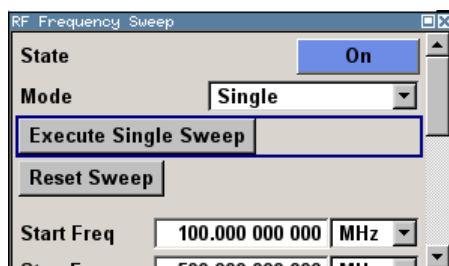 RF Frequency Sweep
State On
Mode Single
Execute Single Sweep
Reset Sweep
Start Freq 100.000 000 000 MHz